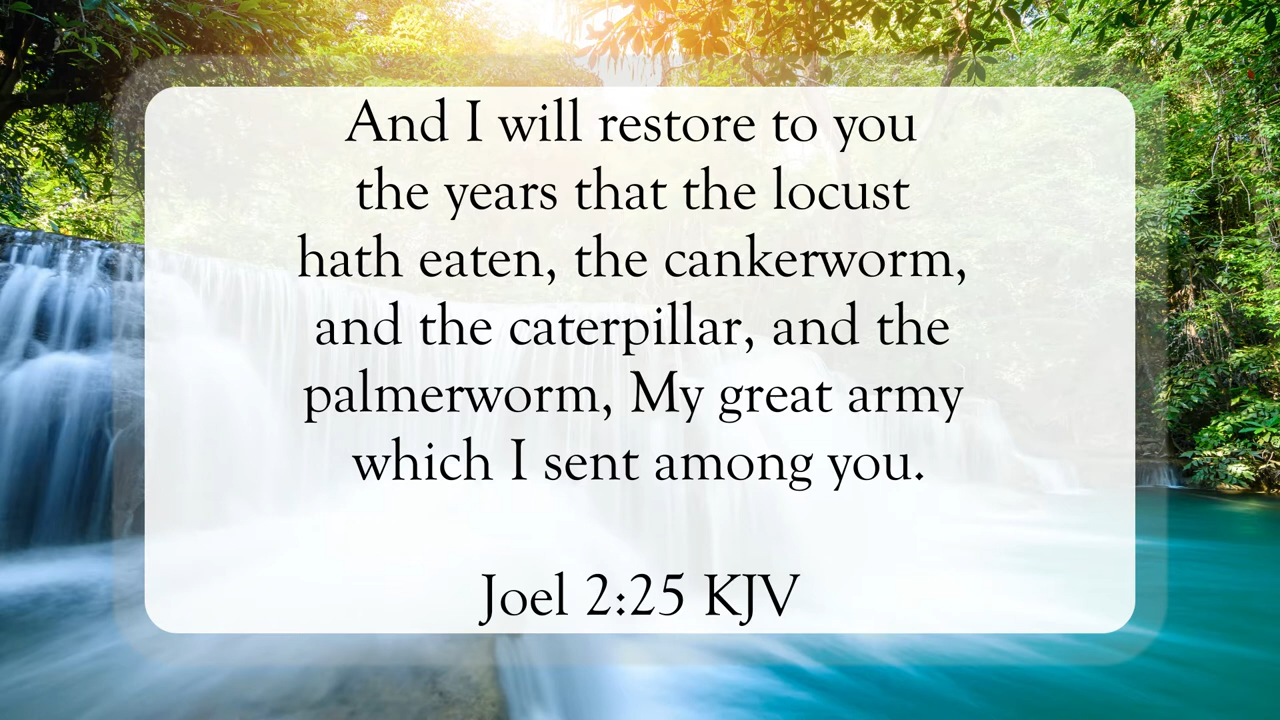 And I will restore to you
the years that the locust
hath eaten, the cankerworm,
and the caterpillar, and the
palmerworm, My great army
which I sent among you.
Joel 2:25 KJV